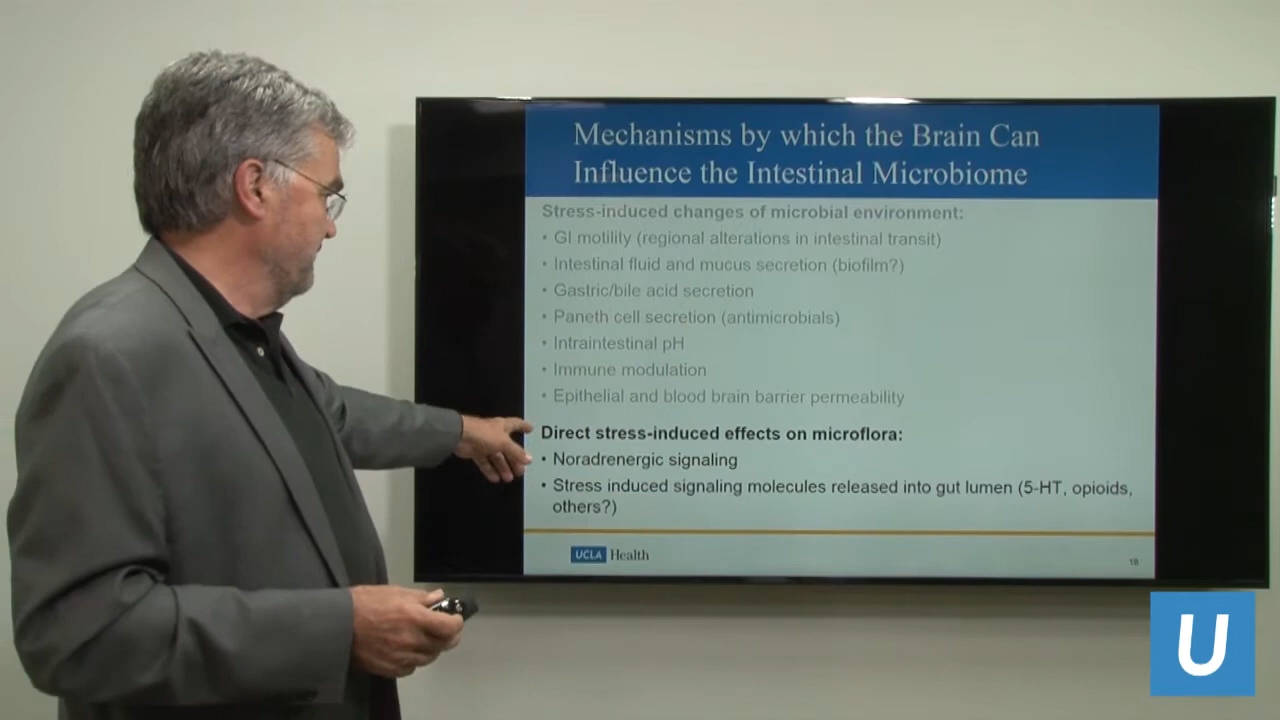 Mechanisms by which the Brain Can
Influence the Intestinal Microbiome
Stress-induced changes of microbial environment:
• GI motility (regional alterations in intestinal transit)
• Intestinal fluid and mucus secretion (biofilm?)
• Gastric/bile acid secretion
• Paneth cell secretion (antimicrobials)
• Intraintestinal pH
• Immune modulation
• Epithelial and blood brain barrier permeability
Direct stress-induced effects on microflora:
• Noradrenergic signaling
• Stress induced signaling molecules released into gut lumen (5-HT, opioids,
others?)
UCLA Health
18
U